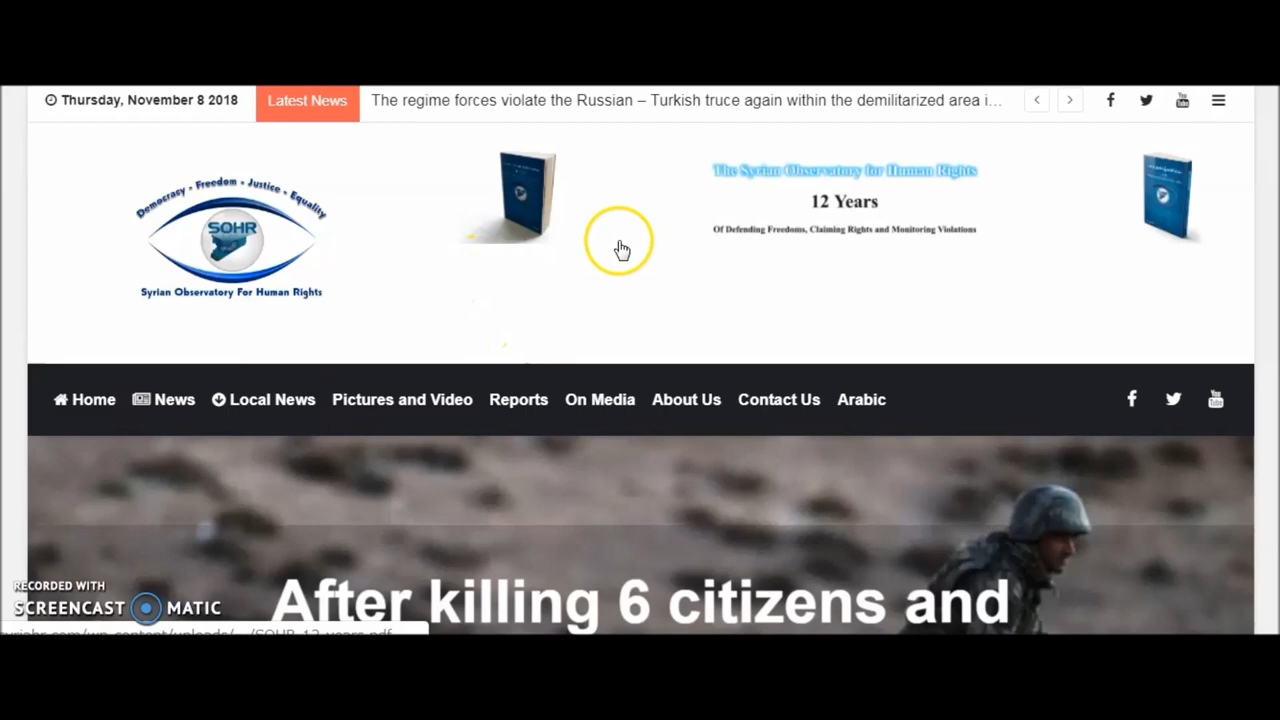 Thursday, November 8 2018
Latest News
The regime forces violate the Russian – Turkish truce again within the demilitarized area i...
Democracy - Freedom - Justice - Equality
SOHR
Syrian Observatory For Human Rights
The Syrian Observatory for Human Rights
12 Years
Of Defending Freedoms, Claiming Rights and Monitoring Violations
Home News Local News Pictures and Video Reports On Media About Us Contact Us Arabic
After killing 6 citizens and
RECORDED WITH
SCREENCAST MATIC